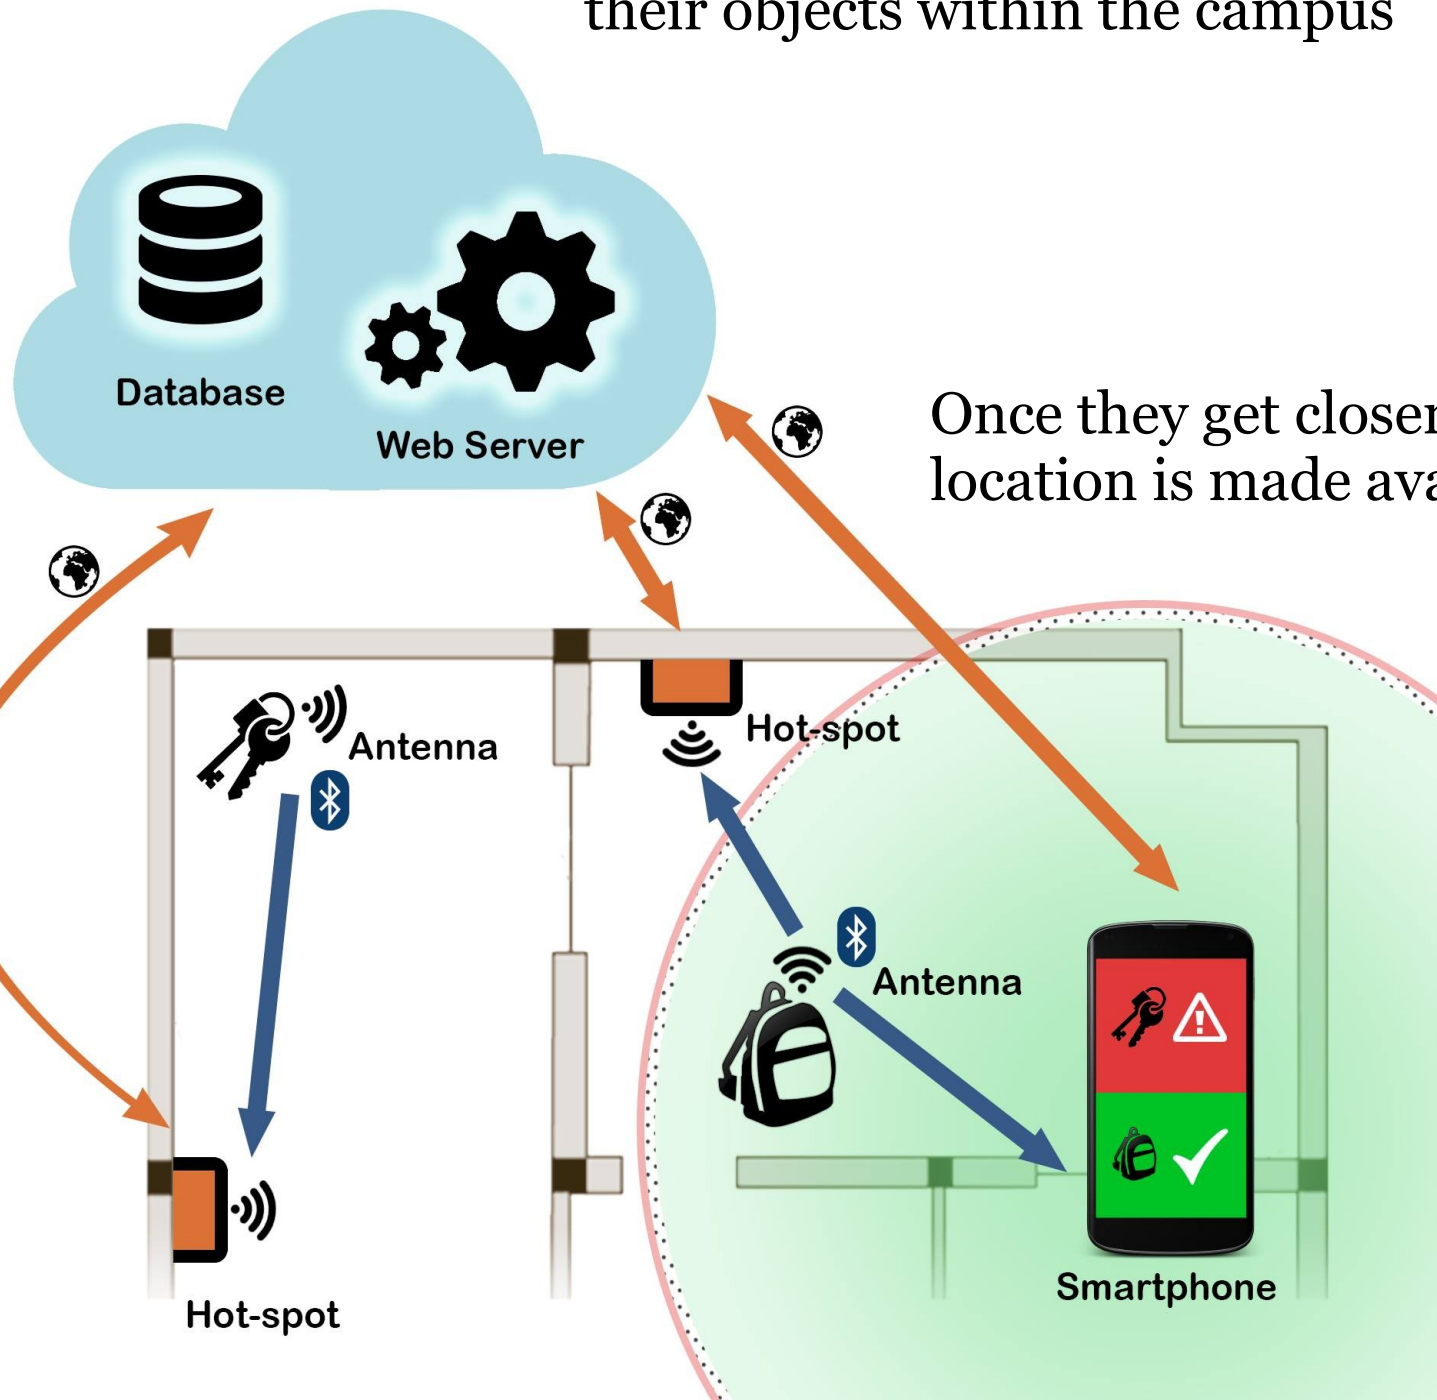 their objects within the campus
Database
Web Server
Once they get closer
location is made
Antenna
Hot-spot
Antenna
Smartphone
Hot-spot